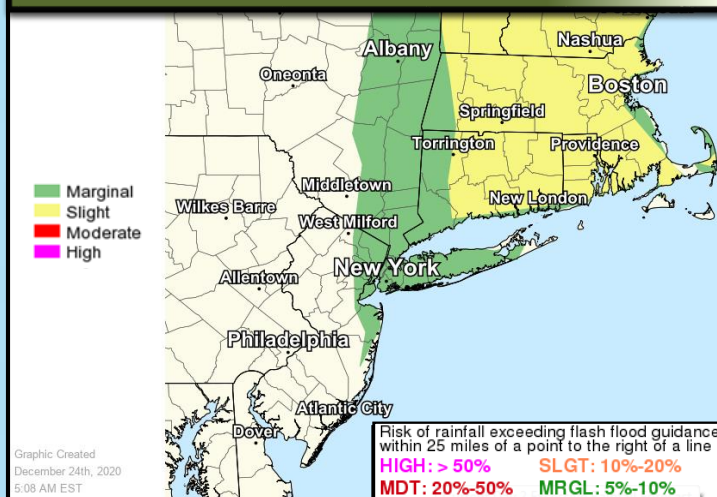 Albany
Nashua
Oneonta
Boston
Springfield
Torrington
Providence
Marginal
Slight
Moderate
High
Middletown
Wilkes Barre
New London
West Milford
New York
Allentown
Philadelphia
Atlantic City
Dover
Risk of rainfall exceeding flash flood guidance
within 25 miles of a point to the right of a line
HIGH: > 50% SLGT: 10%-20%
MDT: 20%-50% MRGL: 5%-10%
Graphic Created
December 24th, 2020
5:08 AM EST